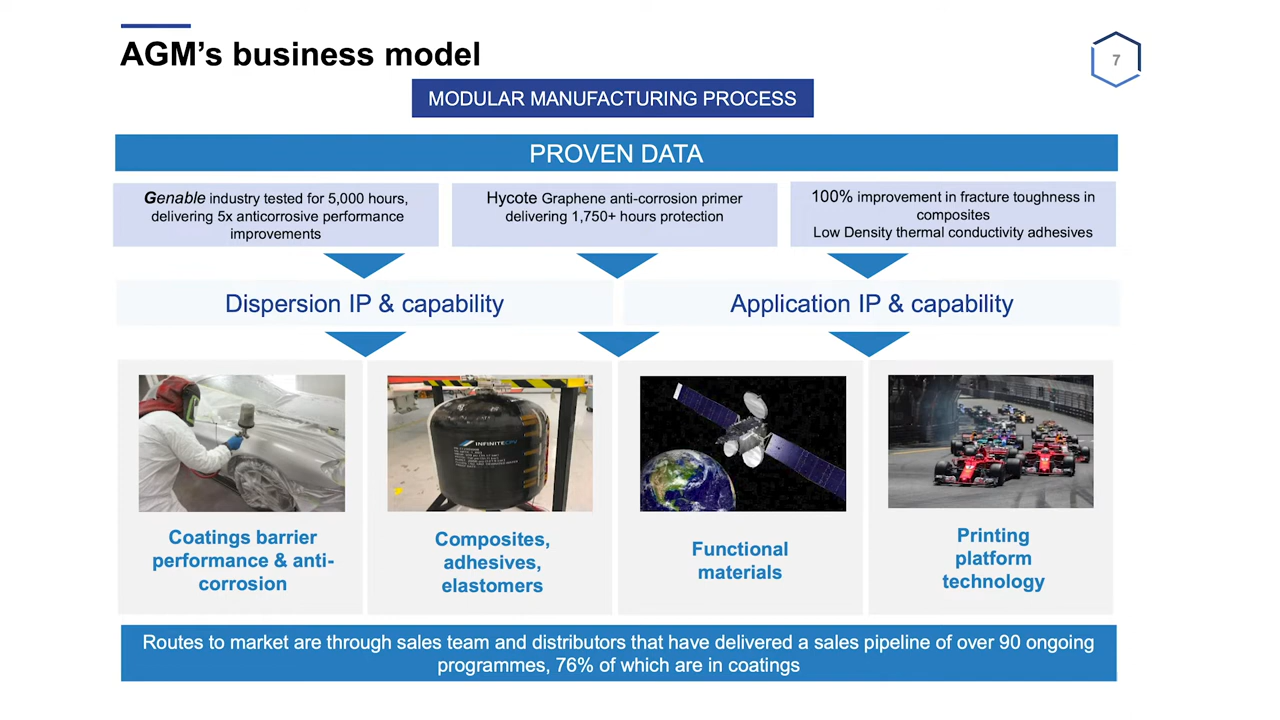 AGM's business model
7
MODULAR MANUFACTURING PROCESS
PROVEN DATA
Genable industry tested for 5,000 hours,
delivering 5x anticorrosive performance
improvements
Hycote Graphene anti-corrosion primer
delivering 1,750+ hours protection
100% improvement in fracture toughness in
composites
Low Density thermal conductivity adhesives
Dispersion IP & capability
Application IP & capability
INFINITECPV
Coatings barrier
performance & anti-
corrosion
Composites,
adhesives,
elastomers
Functional
materials
Printing
platform
technology
Routes to market are through sales team and distributors that have delivered a sales pipeline of over 90 ongoing
programmes, 76% of which are in coatings